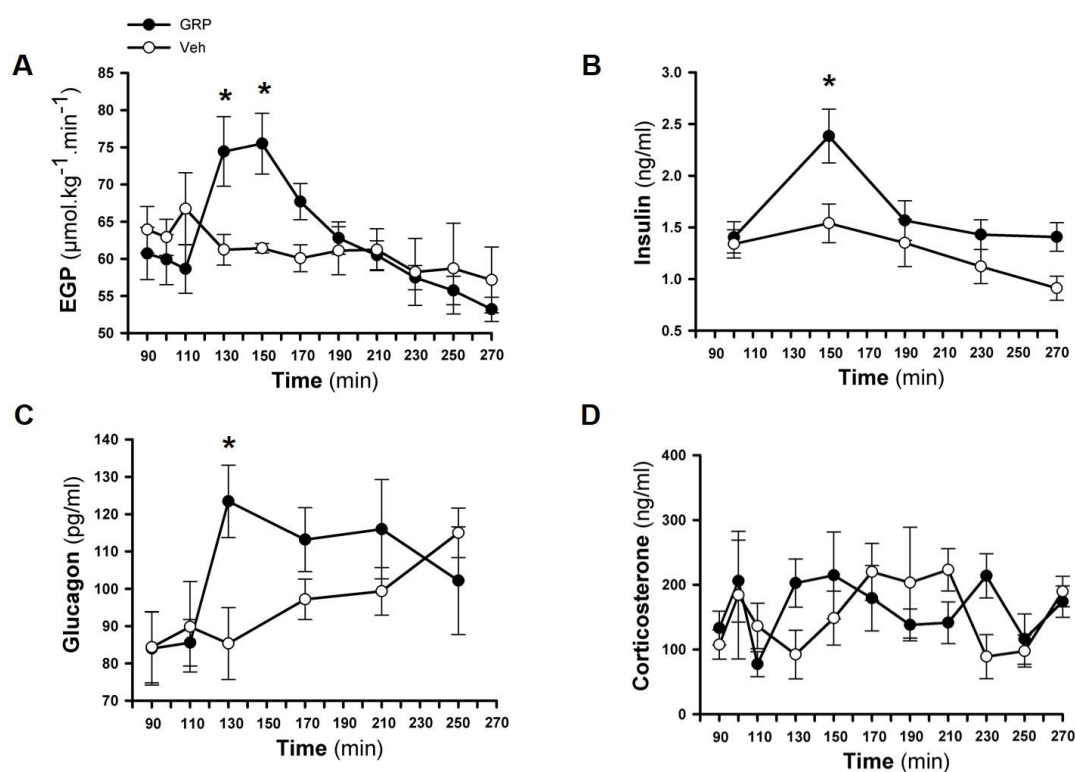 GRP
Veh
A
*
*
EGP (µmol.kg⁻¹.min⁻¹)
85
80
75
70
65
60
55
50
90 110 130 150 170 190 210 230 250 270
Time (min)
B
*
Insulin (ng/ml)
3.0
2.5
2.0
1.5
1.0
0.5
90 110 130 150 170 190 210 230 250 270
Time (min)
C
*
Glucagon (pg/ml)
140
130
120
110
100
90
80
70
90 110 130 150 170 190 210 230 250 270
Time (min)
D
Corticosterone (ng/ml)
400
300
200
100
0
90 110 130 150 170 190 210 230 250 270
Time (min)